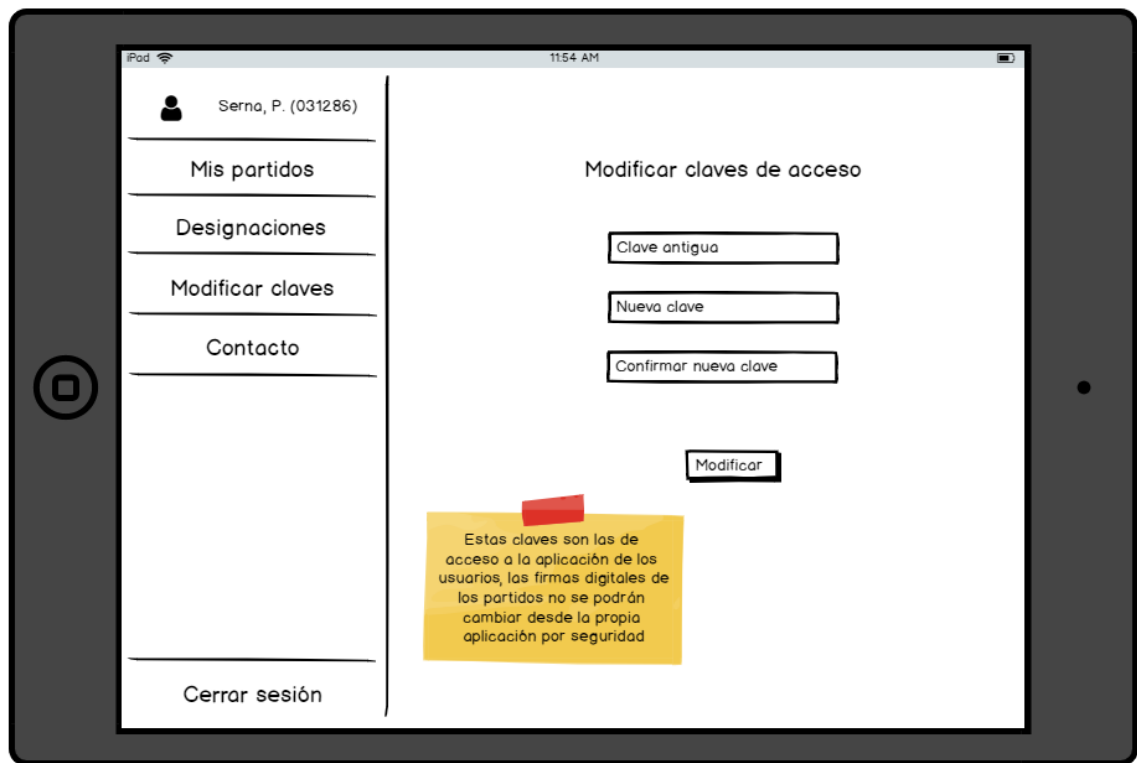 iPad
11:54 AM
Serna, P. (031286)
Mis partidos
Designaciones
Modificar claves
Contacto
Cerrar sesión
Modificar claves de acceso
Clave antigua
Nueva clave
Confirmar nueva clave
Modificar
Estas claves son las de
acceso a la aplicación de los
usuarios, las firmas digitales de
los partidos no se podrán
cambiar desde la propia
aplicación por seguridad